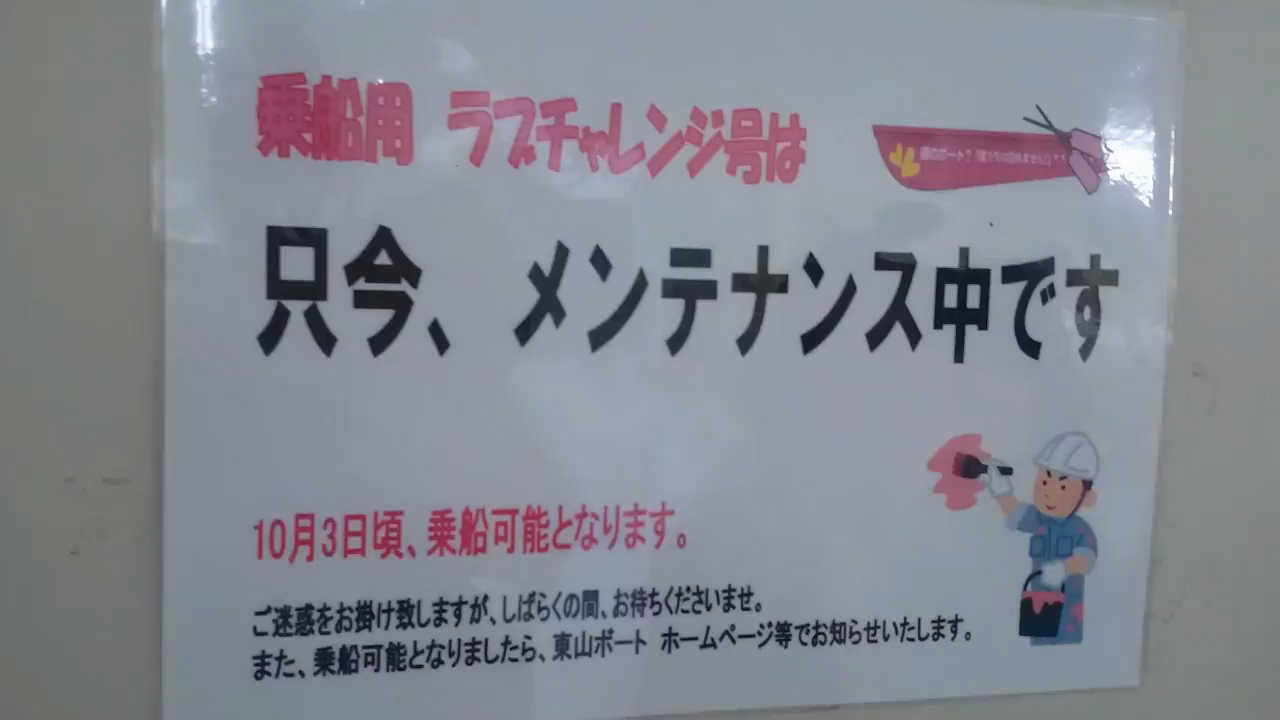 乗船用 ラブチャレンジ号は
只今、メンテナンス中です
10月3日頃、乗船可能となります。
ご迷惑をお掛け致しますが、しばらくの間、お待ちくださいませ。
また、乗船可能となりましたら、東山ボート ホームページ等でお知らせいたします。